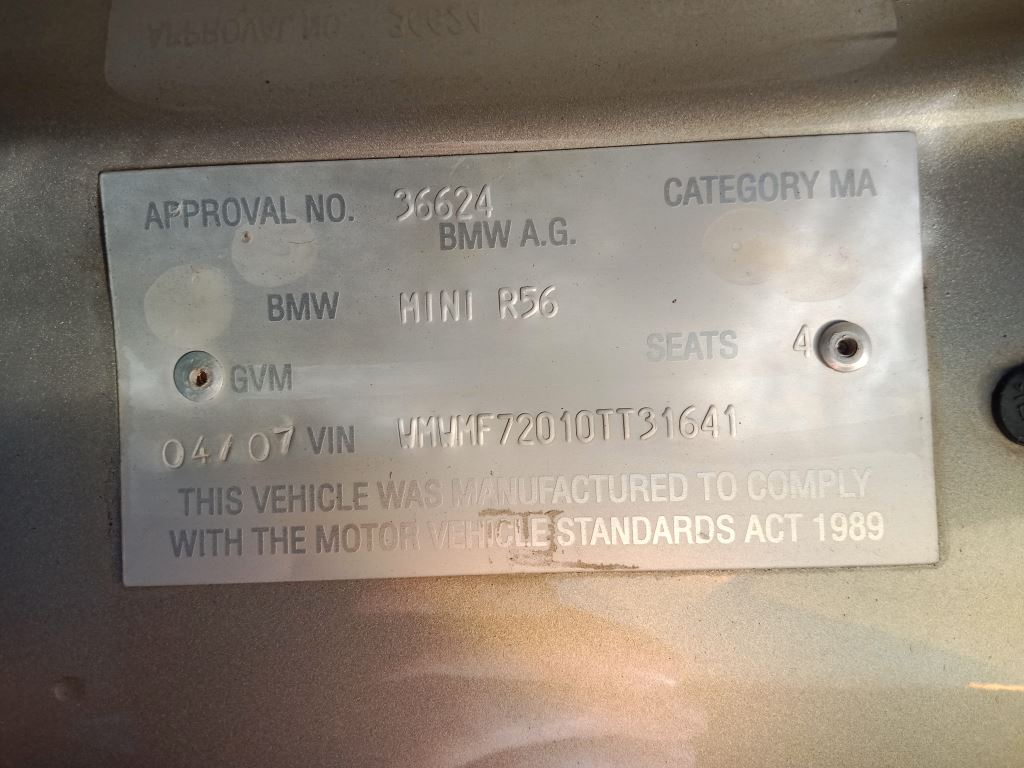 APPROVAL NO. 36624 CATEGORY MA
BMW A.G.
BMW MINI R56
SEATS 4
GVM
04/07 VIN WMWMF72010TT31641
THIS VEHICLE WAS MANUFACTURED TO COMPLY
WITH THE MOTOR VEHICLE STANDARDS ACT 1989